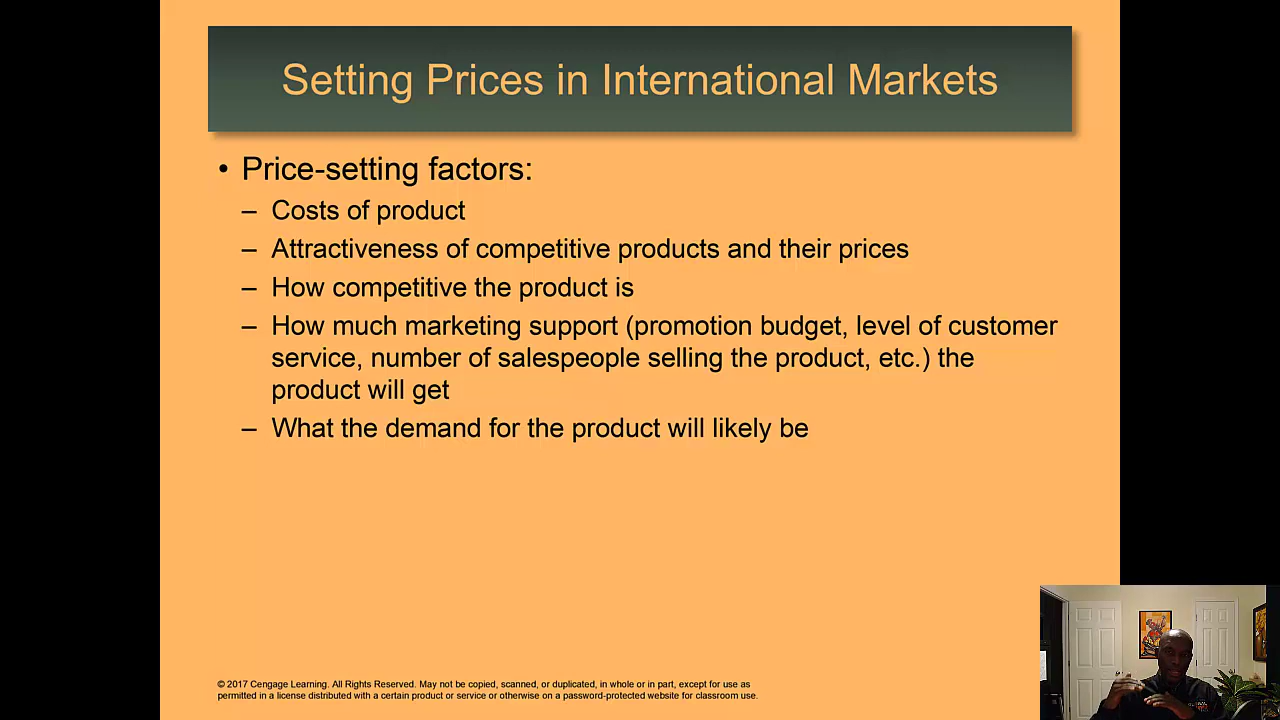 Setting Prices in International Markets
• Price-setting factors:
– Costs of product
– Attractiveness of competitive products and their prices
– How competitive the product is
– How much marketing support (promotion budget, level of customer
service, number of salespeople selling the product, etc.) the
product will get
– What the demand for the product will likely be
© 2017 Cengage Learning. All Rights Reserved. May not be copied, scanned, or duplicated, in whole or in part, except for use as
permitted in a license distributed with a certain product or service or otherwise on a password-protected website for classroom use.